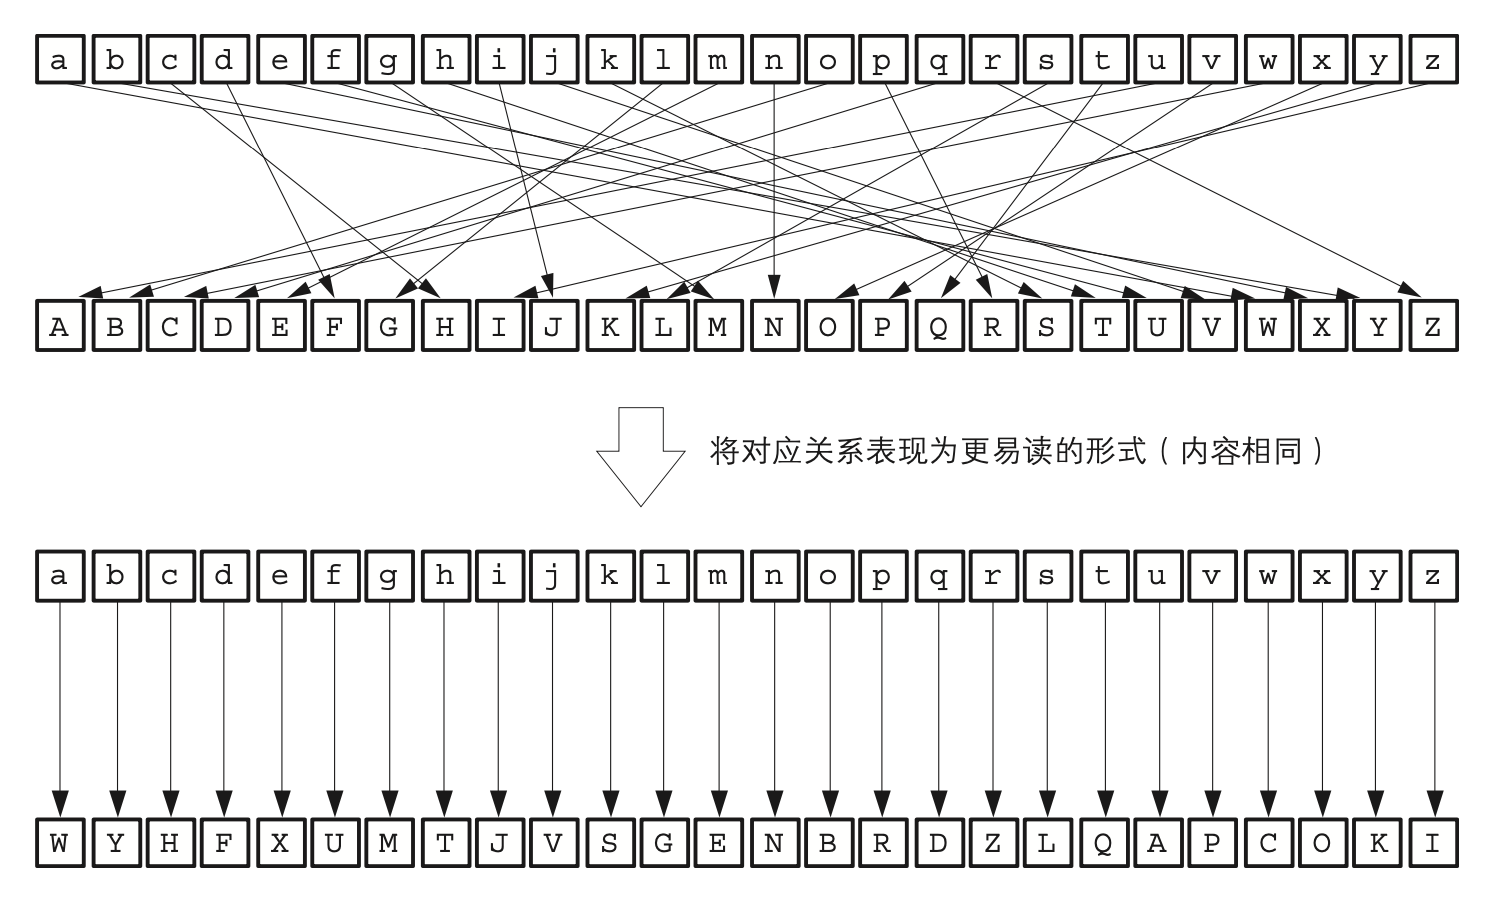 a b c d e f g h i j k l m n o p q r s t u v w x y z
A B C D E F G H I J K L M N O P Q R S T U V W X Y Z
将对应关系表现为更易读的形式（内容相同）
a b c d e f g h i j k l m n o p q r s t u v w x y z
W Y H F X U M T J V S G E N B R D Z L Q A P C O K I